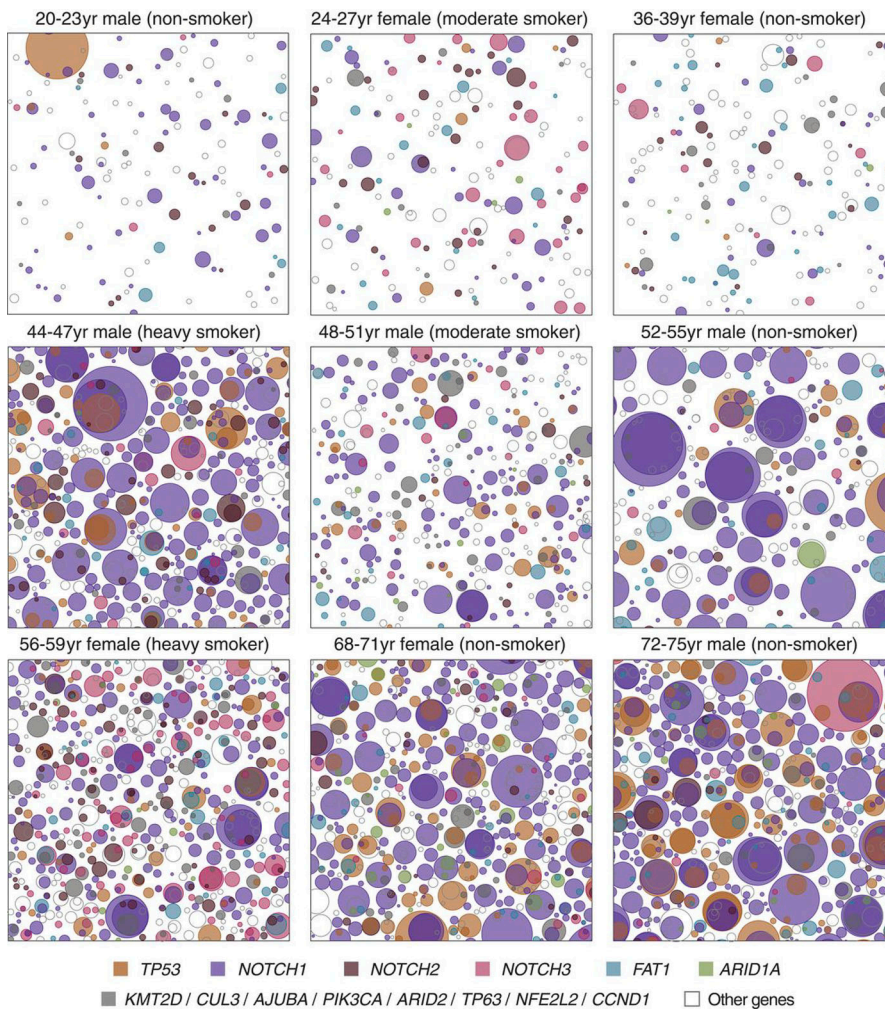 20-23yr male (non-smoker) 24-27yr female (moderate smoker) 36-39yr female (non-smoker)
44-47yr male (heavy smoker) 48-51yr male (moderate smoker) 52-55yr male (non-smoker)
56-59yr female (heavy smoker) 68-71yr female (non-smoker) 72-75yr male (non-smoker)
TP53 NOTCH1 NOTCH2 NOTCH3 FAT1 ARID1A
KMT2D / CUL3 / AJUBA / PIK3CA / ARID2 / TP63 / NFE2L2 / CCND1 Other genes